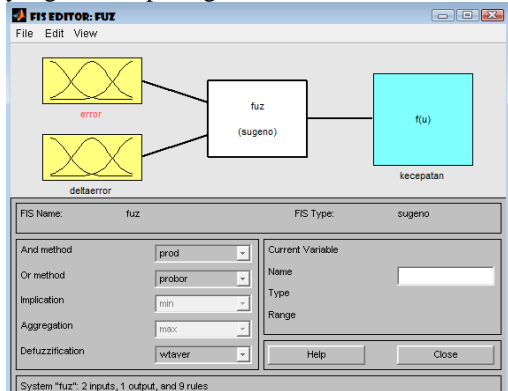 FIS EDITOR: FUZ
File Edit View
error
deltaerror
fuz
(sugeno)
f(u)
kecepatan
FIS Name: fuz FIS Type: sugeno
And method prod
Or method probor
Implication min
Aggregation max
Defuzzification wtaver
Current Variable
Name
Type
Range
Help Close
System "fuz": 2 inputs, 1 output, and 9 rules